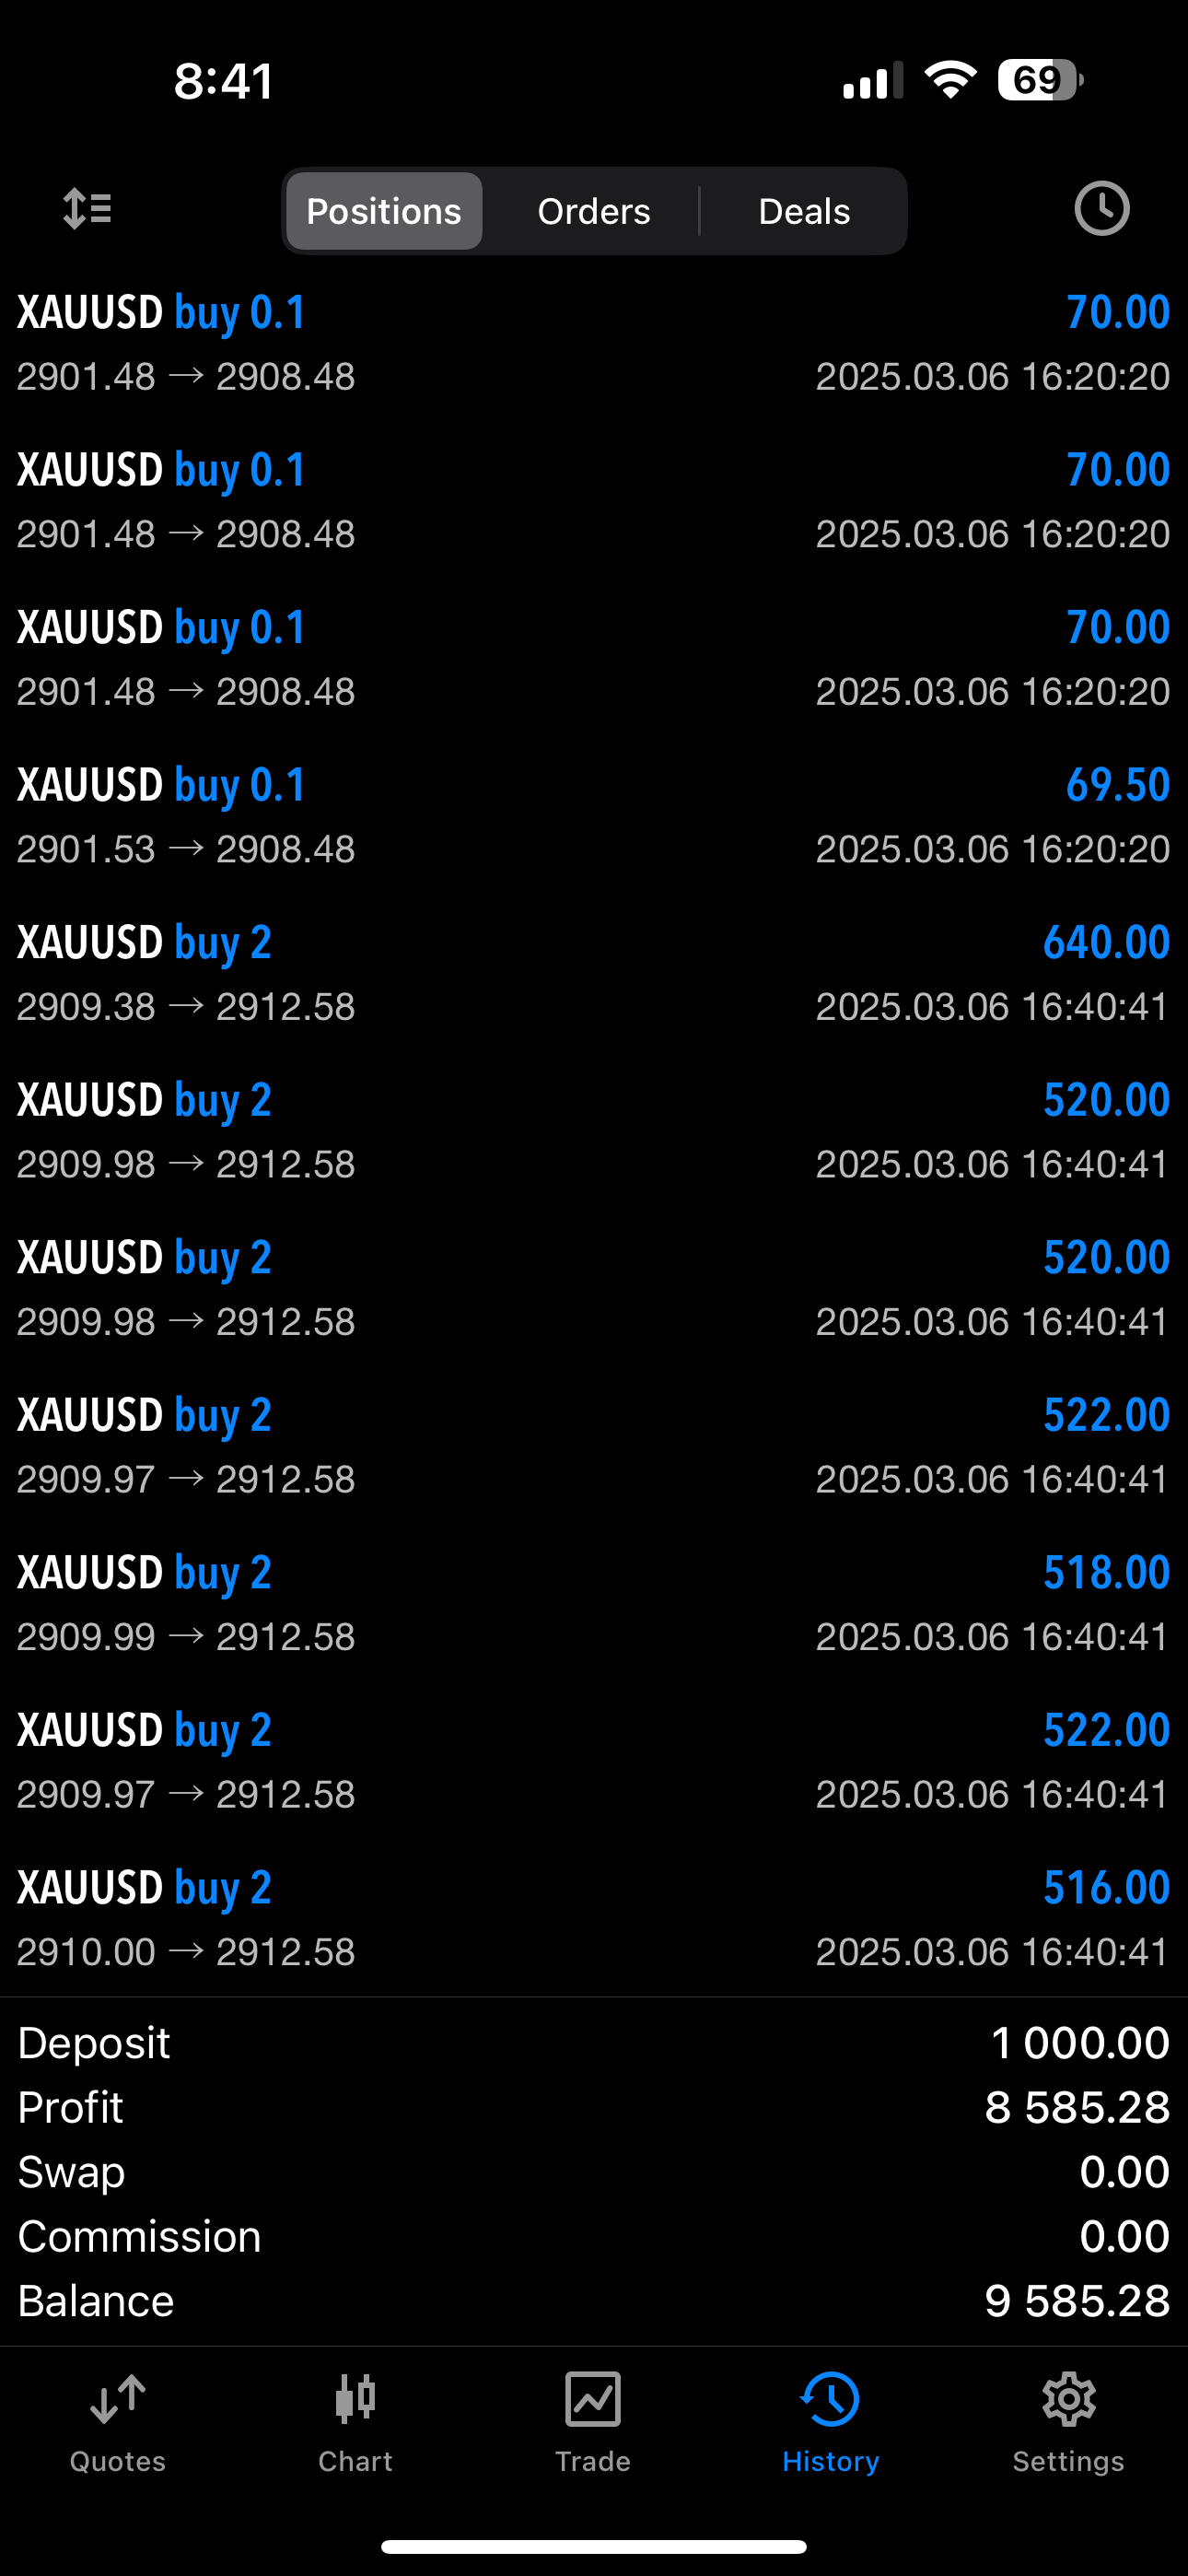 8:41
69
Positions Orders Deals
XAUUSD buy 0.1 70.00
2901.48 → 2908.48 2025.03.06 16:20:20
XAUUSD buy 0.1 70.00
2901.48 → 2908.48 2025.03.06 16:20:20
XAUUSD buy 0.1 70.00
2901.48 → 2908.48 2025.03.06 16:20:20
XAUUSD buy 0.1 69.50
2901.53 → 2908.48 2025.03.06 16:20:20
XAUUSD buy 2 640.00
2909.38 → 2912.58 2025.03.06 16:40:41
XAUUSD buy 2 520.00
2909.98 → 2912.58 2025.03.06 16:40:41
XAUUSD buy 2 520.00
2909.98 → 2912.58 2025.03.06 16:40:41
XAUUSD buy 2 522.00
2909.97 → 2912.58 2025.03.06 16:40:41
XAUUSD buy 2 518.00
2909.99 → 2912.58 2025.03.06 16:40:41
XAUUSD buy 2 522.00
2909.97 → 2912.58 2025.03.06 16:40:41
XAUUSD buy 2 516.00
2910.00 → 2912.58 2025.03.06 16:40:41
Deposit 1 000.00
Profit 8 585.28
Swap 0.00
Commission 0.00
Balance 9 585.28
Quotes Chart Trade History Settings